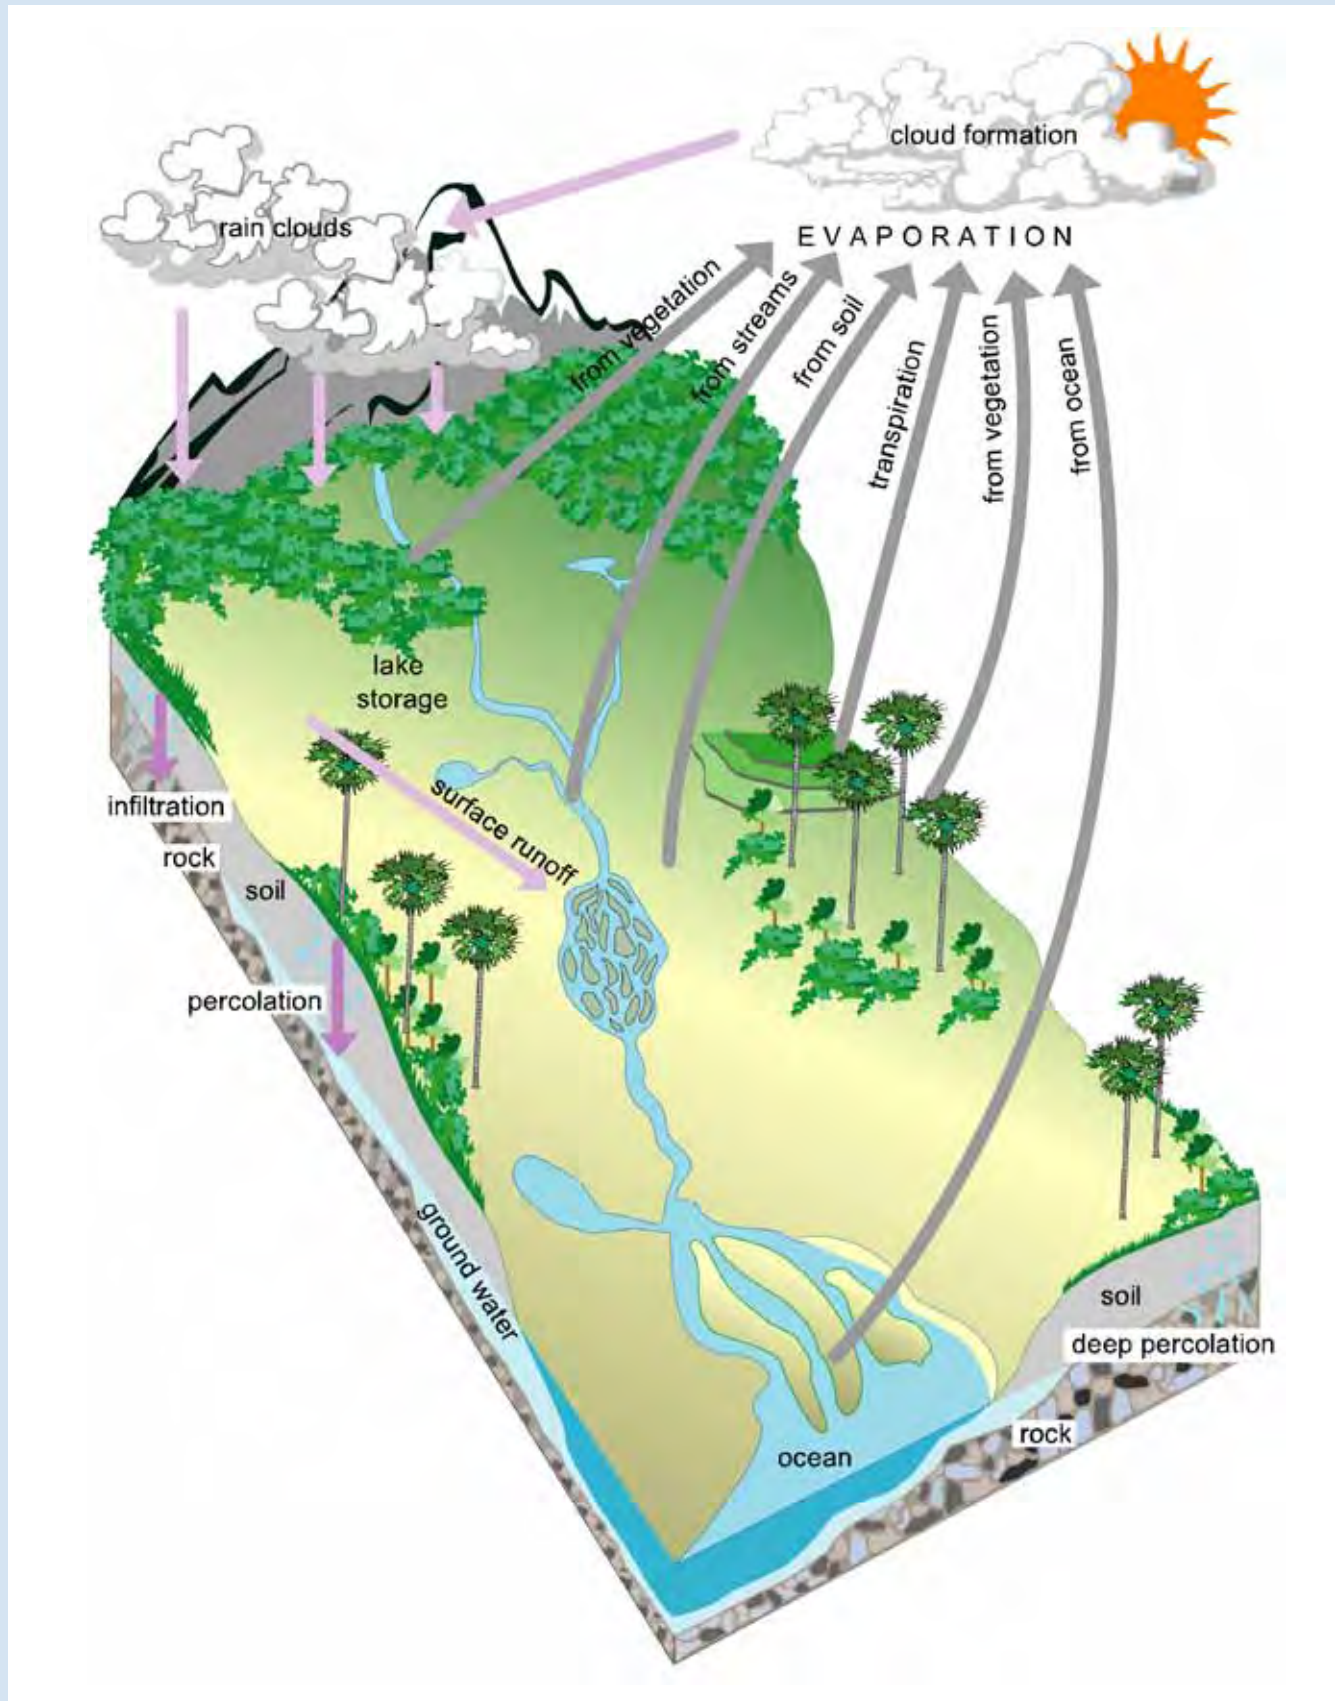 cloud formation
rain clouds
EVAPORATION
from vegetation
from streams
from soil
transpiration
from vegetation
from ocean
lake
storage
surface runoff
infiltration
rock
soil
percolation
ground water
soil
deep percolation
rock
ocean